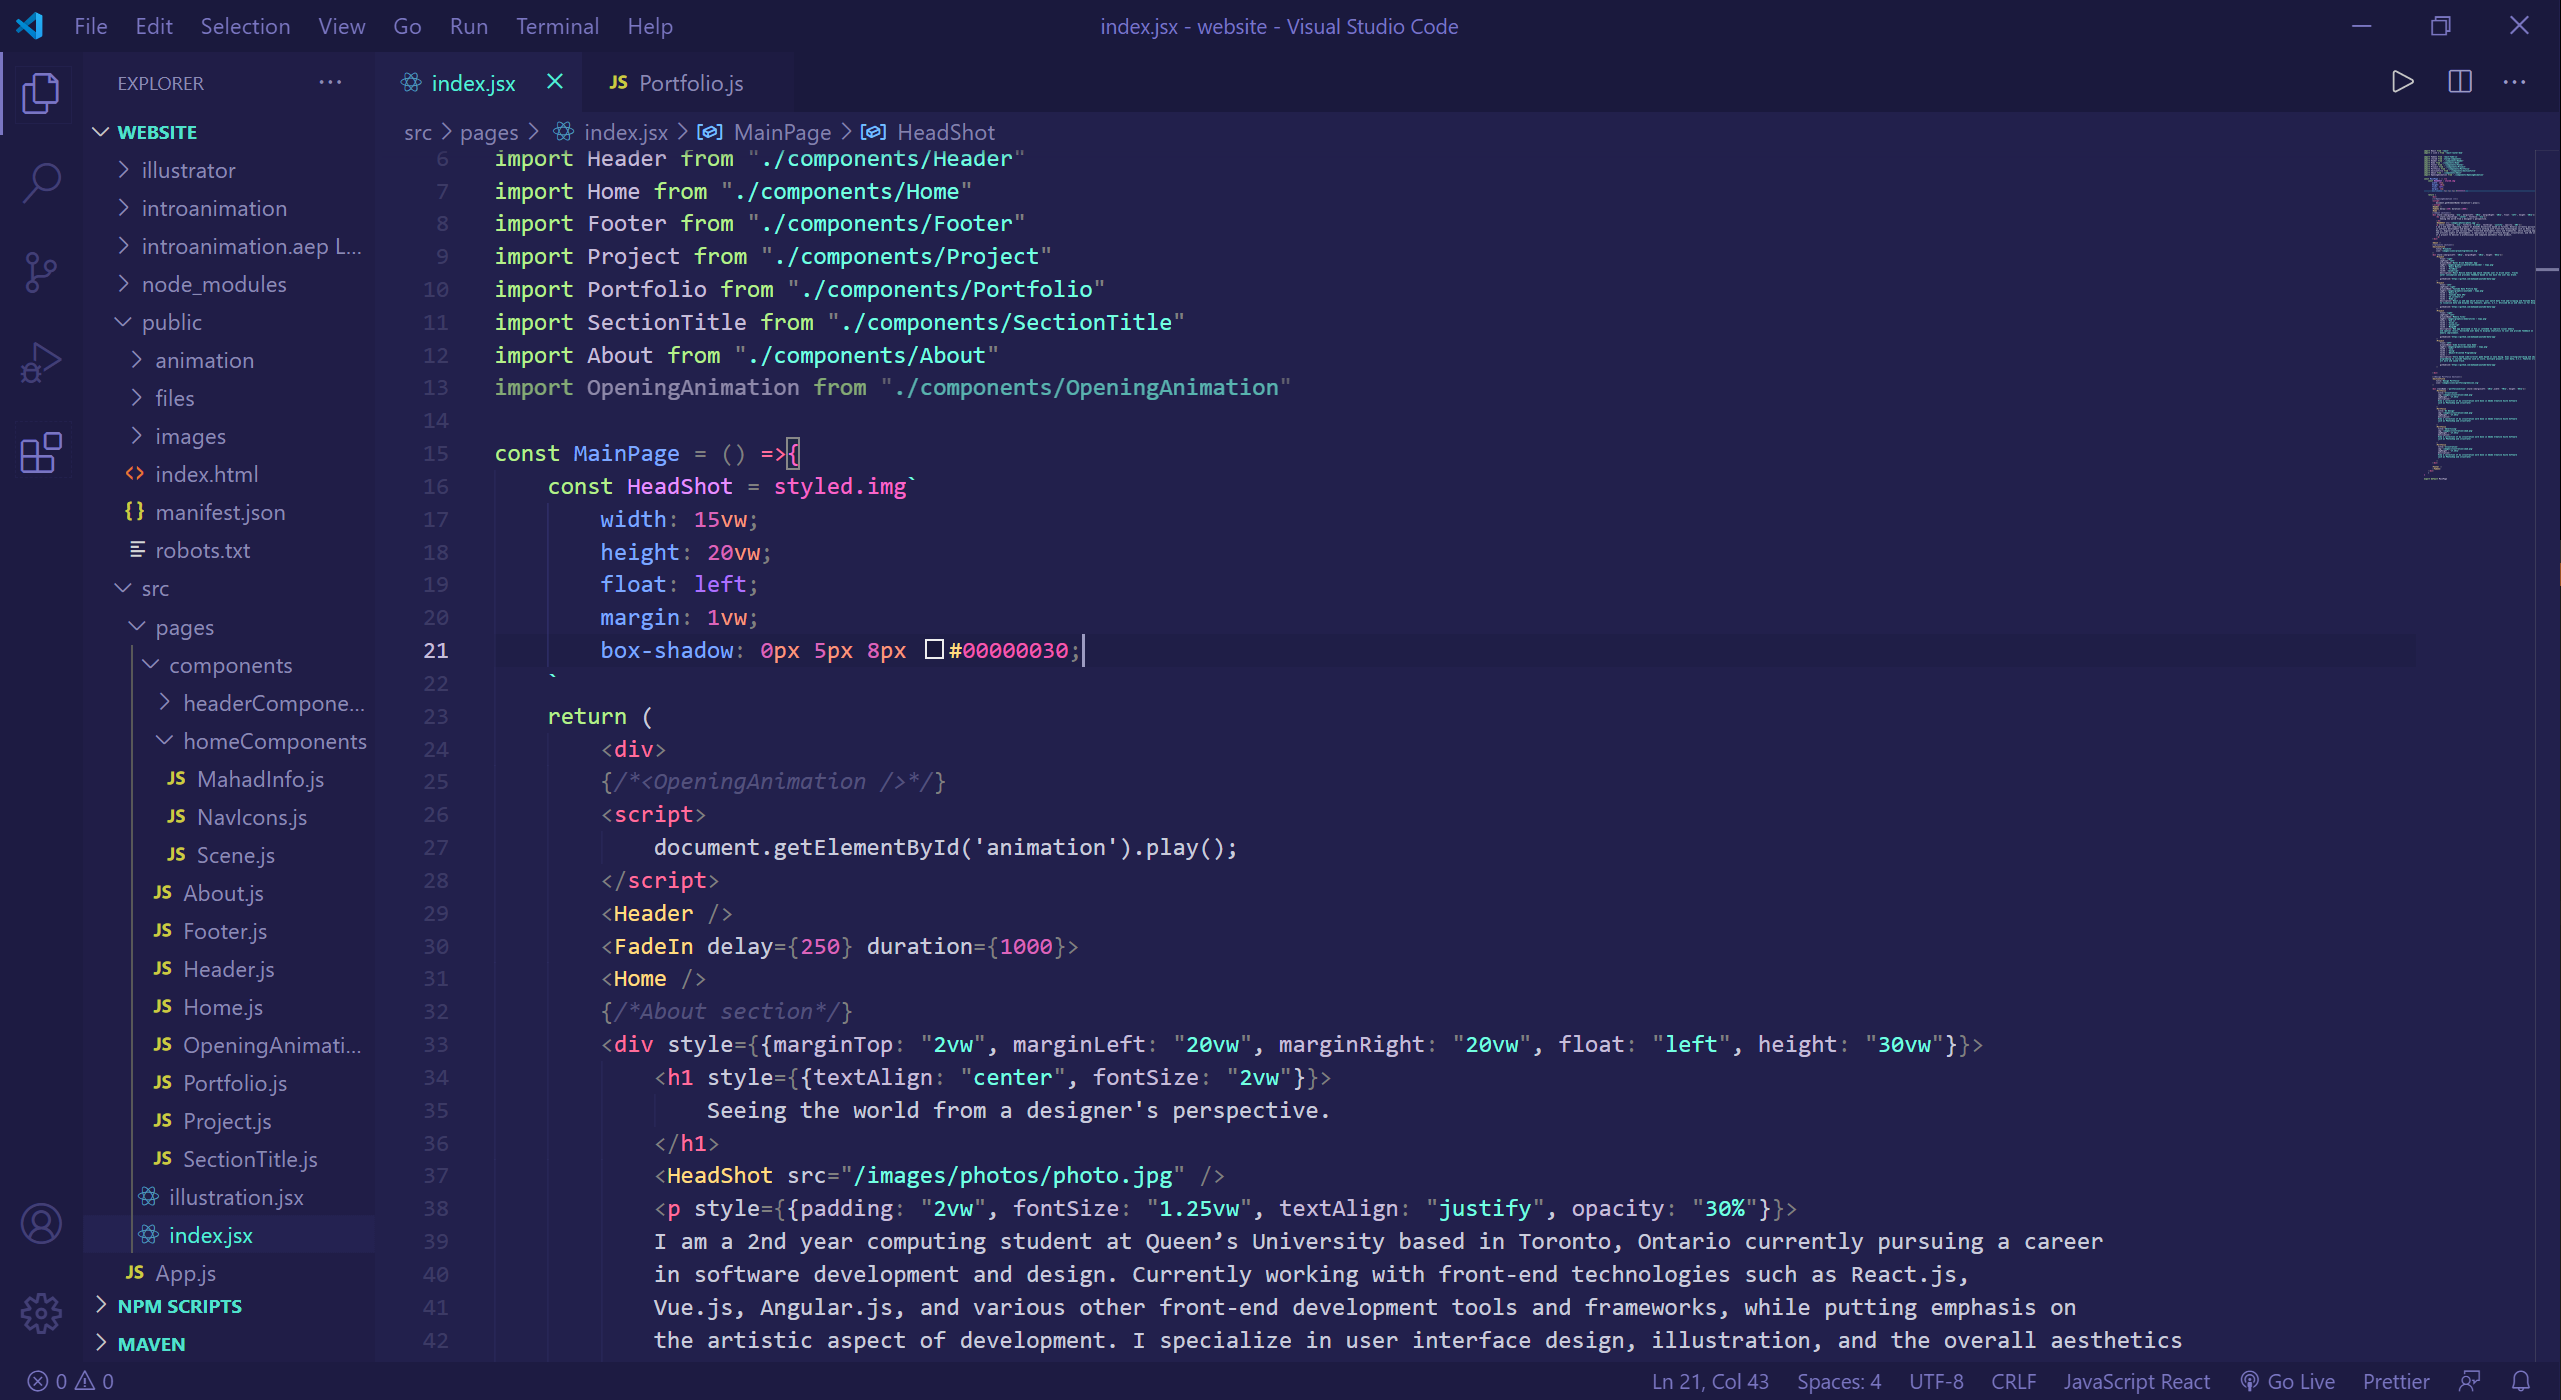 File Edit Selection View Go Run Terminal Help
index.jsx - website - Visual Studio Code
EXPLORER
WEBSITE
illustrator
introanimation
introanimation.aep L...
node_modules
public
animation
files
images
index.html
manifest.json
robots.txt
src
pages
components
headerCompone...
homeComponents
JS MahadInfo.js
JS NavIcons.js
JS Scene.js
JS About.js
JS Footer.js
JS Header.js
JS Home.js
JS OpeningAnimati...
JS Portfolio.js
JS Project.js
JS SectionTitle.js
illustration.jsx
index.jsx
JS App.js
NPM SCRIPTS
MAVEN
index.jsx
JS Portfolio.js
src > pages > index.jsx > MainPage > HeadShot
6 import Header from "./components/Header"
7 import Home from "./components/Home"
8 import Footer from "./components/Footer"
9 import Project from "./components/Project"
10 import Portfolio from "./components/Portfolio"
11 import SectionTitle from "./components/SectionTitle"
12 import About from "./components/About"
13 import OpeningAnimation from "./components/OpeningAnimation"
14
15 const MainPage = () =>{
16 const HeadShot = styled.img`
17 width: 15vw;
18 height: 20vw;
19 float: left;
20 margin: 1vw;
21 box-shadow: 0px 5px 8px #00000030;
22 `
23 return (
24 <div>
25 {/*<OpeningAnimation />*/}
26 <script>
27 document.getElementById('animation').play();
28 </script>
29 <Header />
30 <FadeIn delay={250} duration={1000}>
31 <Home />
32 {/*About section*/}
33 <div style={{marginTop: "2vw", marginLeft: "20vw", marginRight: "20vw", float: "left", height: "30vw"}}>
34 <h1 style={{textAlign: "center", fontSize: "2vw"}}>
35 Seeing the world from a designer's perspective.
36 </h1>
37 <HeadShot src="/images/photos/photo.jpg" />
38 <p style={{padding: "2vw", fontSize: "1.25vw", textAlign: "justify", opacity: "30%"}}>
39 I am a 2nd year computing student at Queen’s University based in Toronto, Ontario currently pursuing a career
40 in software development and design. Currently working with front-end technologies such as React.js,
41 Vue.js, Angular.js, and various other front-end development tools and frameworks, while putting emphasis on
42 the artistic aspect of development. I specialize in user interface design, illustration, and the overall aesthetics
0 0
Ln 21, Col 43 Spaces: 4 UTF-8 CRLF JavaScript React Go Live Prettier